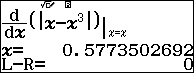 d/dx(|x-x³|)|x=x
x= 0.5773502692
L-R= 0